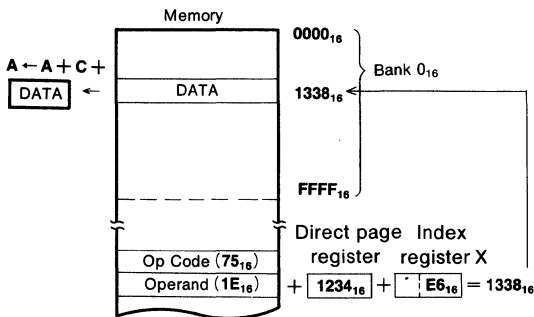 Memory
0000₁₆
A ← A + C +
Bank 0₁₆
DATA ← DATA 1338₁₆
FFFF₁₆
Direct page Index
register register X
Op Code (75₁₆)
Operand (1E₁₆) + 1234₁₆ + E6₁₆ = 1338₁₆